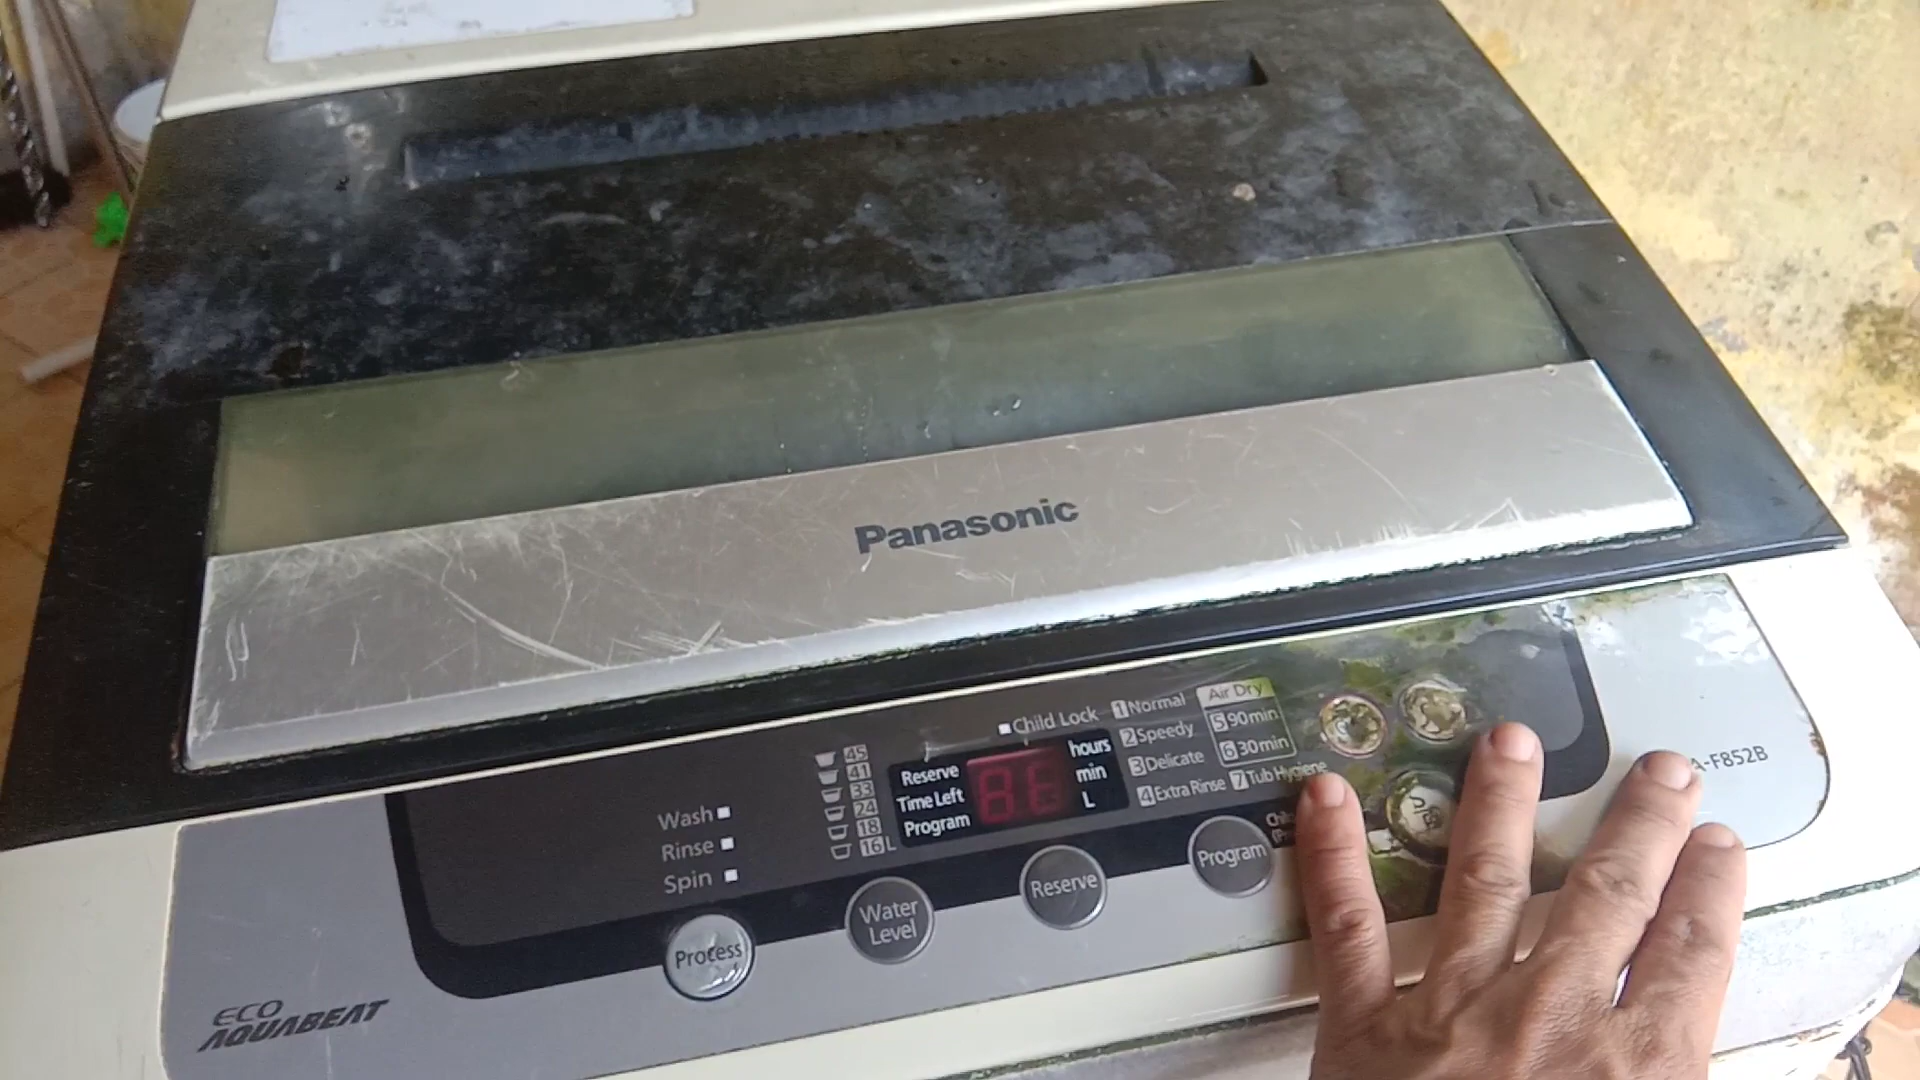 Panasonic
Child Lock
1 Normal
2 Speedy
3 Delicate
4 Extra Rinse
Air Dry
5 90min
6 30min
7 Tub Hygiene
45
41
33
24
18
16L
Reserve
Time Left
Program
hours
min
L
Wash
Rinse
Spin
Process
Water
Level
Reserve
Program
A-F852B
ECO
AQUABEAT